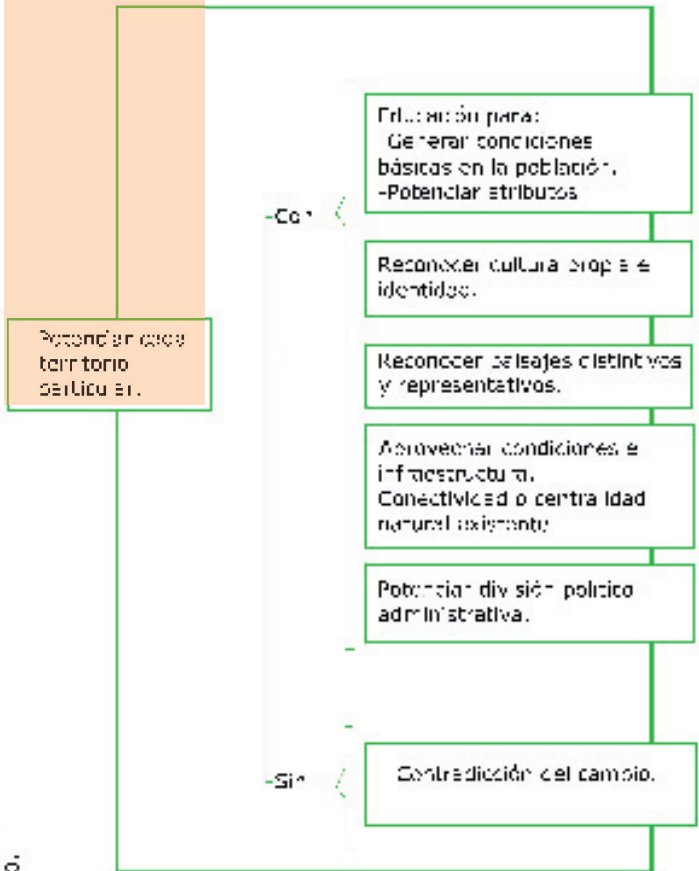 Potenciar cada
territorio
particular.
-Con
Educación para:
Generar condiciones
básicas en la población.
-Potenciar atributos
Reconocer cultura propia e
identidad.
Reconocer paisajes distintivos
y representativos.
Aprovechar condiciones e
infraestructura.
Conectividad o centralidad
natural existente
Potenciar división político
administrativa.
-Sin
Contradicción del cambio.
o.